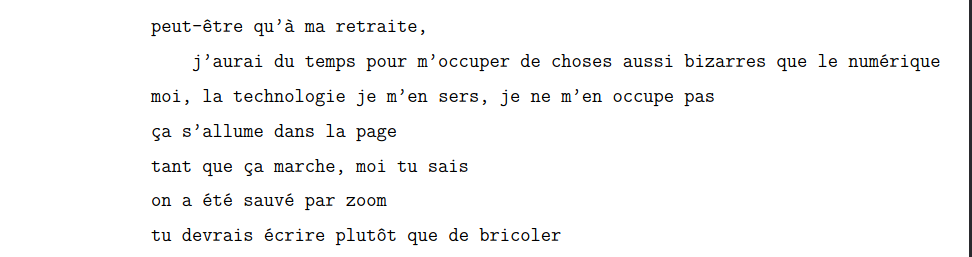 peut-être qu’à ma retraite,
j’aurai du temps pour m’occuper de choses aussi bizarres que le numérique
moi, la technologie je m’en sers, je ne m’en occupe pas
ça s’allume dans la page
tant que ça marche, moi tu sais
on a été sauvé par zoom
tu devrais écrire plutôt que de bricoler